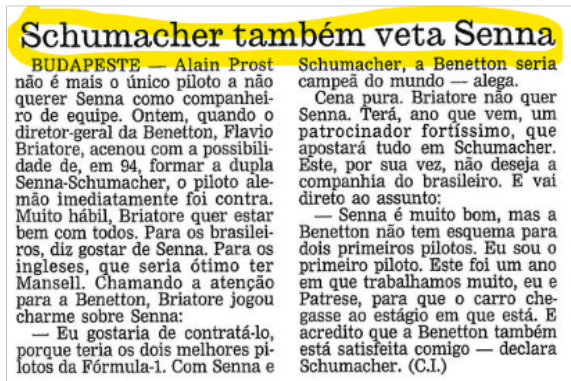 Schumacher também veta Senna
BUDAPESTE — Alain Prost
não é mais o único piloto a não
querer Senna como companhei-
ro de equipe. Ontem, quando o
diretor-geral da Benetton, Flavio
Briatore, acenou com a possibili-
dade de, em 94, formar a dupla
Senna-Schumacher, o piloto ale-
mão imediatamente foi contra.
Muito hábil, Briatore quer estar
bem com todos. Para os brasilei-
ros, diz gostar de Senna. Para os
ingleses, que seria ótimo ter
Mansell. Chamando a atenção
para a Benetton, Briatore jogou
charme sobre Senna:
— Eu gostaria de contratá-lo,
porque teria os dois melhores pi-
lotos da Fórmula-1. Com Senna e
Schumacher, a Benetton seria
campeã do mundo — alega.
Cena pura. Briatore não quer
Senna. Terá, ano que vem, um
patrocinador fortíssimo, que
apostará tudo em Schumacher.
Este, por sua vez, não deseja a
companhia do brasileiro. E vai
direto ao assunto:
— Senna é muito bom, mas a
Benetton não tem esquema para
dois primeiros pilotos. Eu sou o
primeiro piloto. Este foi um ano
em que trabalhamos muito, eu e
Patrese, para que o carro che-
gasse ao estágio em que está. E
acredito que a Benetton também
está satisfeita comigo — declara
Schumacher. (C.I.)